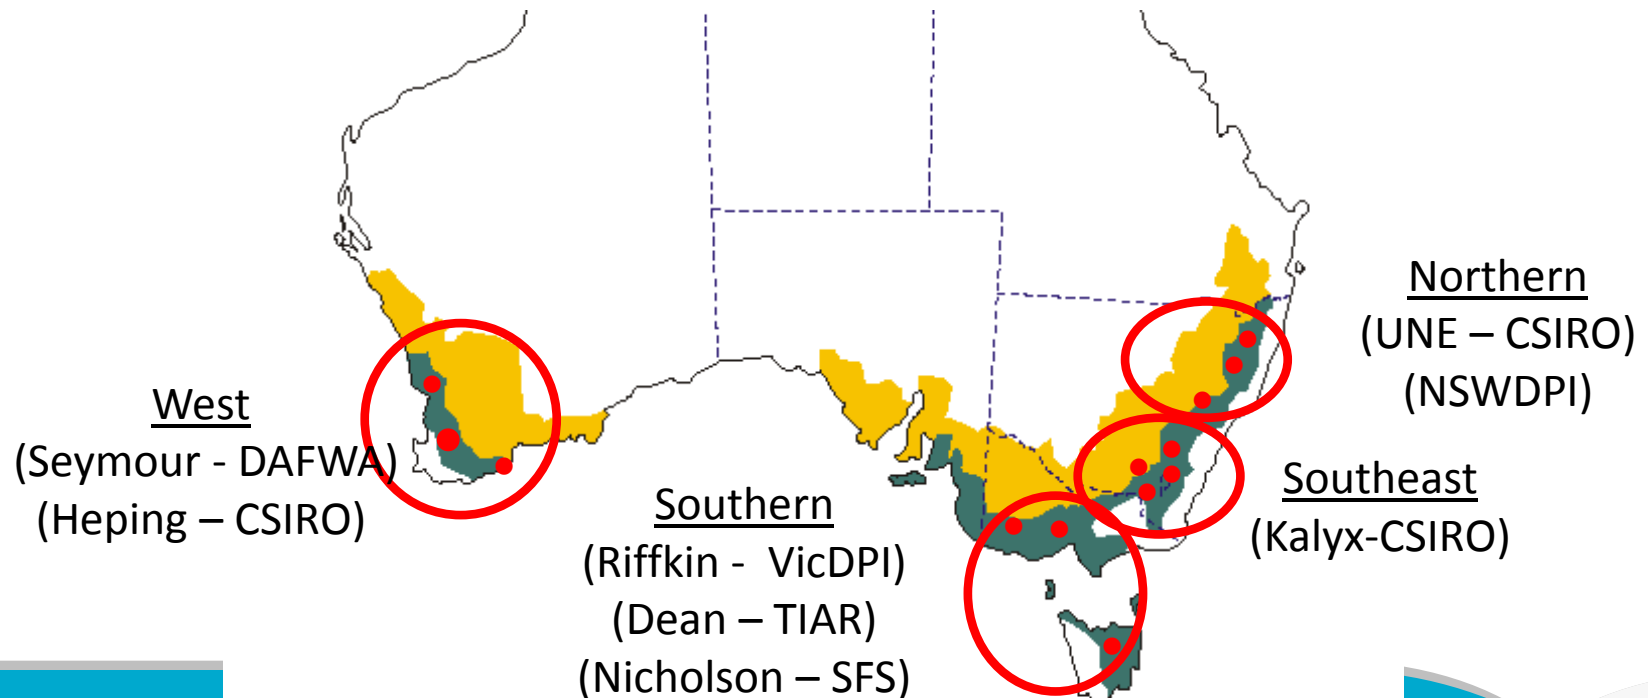 West
(Seymour - DAFWA)
(Heping – CSIRO)
Southern
(Riffkin - VicDPI)
(Dean – TIAR)
(Nicholson – SFS)
Northern
(UNE – CSIRO)
(NSWDPI)
Southeast
(Kalyx-CSIRO)